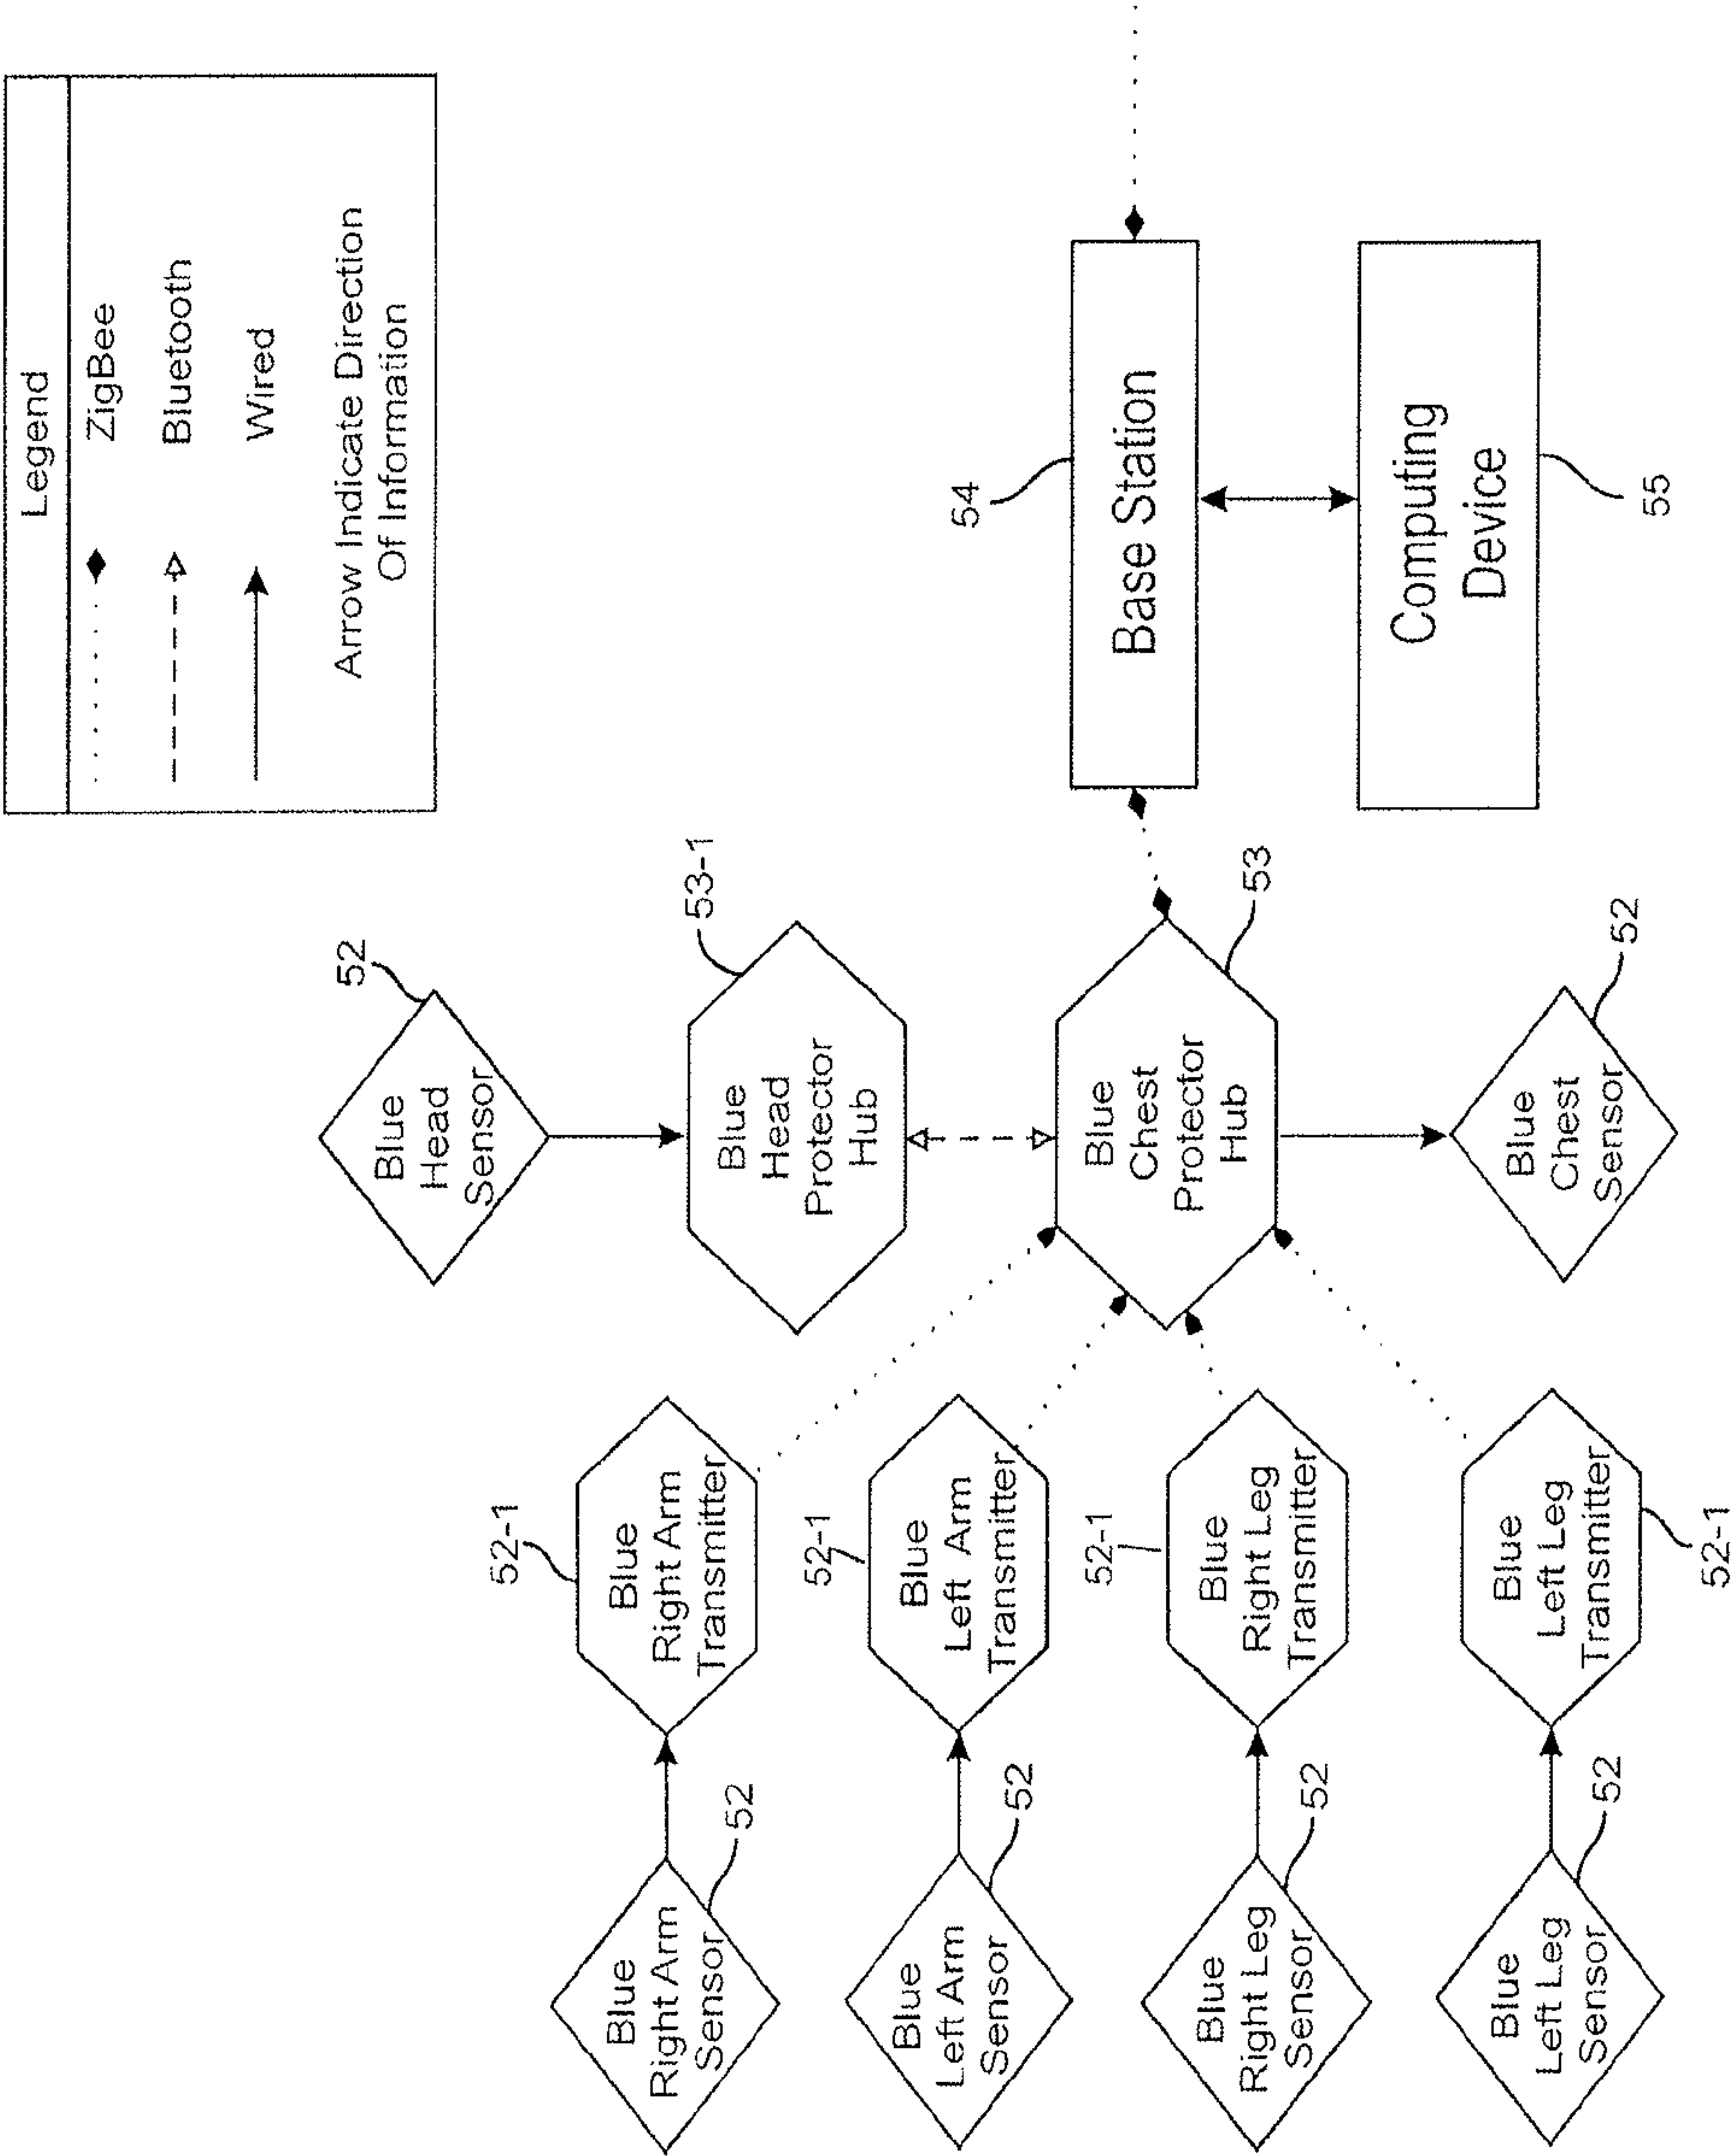 Legend
ZigBee
Bluetooth
Wired
Arrow Indicate Direction
Of Information
52
Blue
Head
Sensor
53-1
Blue
Head
Protector
Hub
52-1
Blue
Right Arm
Transmitter
Blue
Right Arm
Sensor
52
52-1
Blue
Left Arm
Transmitter
Blue
Left Arm
Sensor
52
52-1
Blue
Right Leg
Transmitter
Blue
Right Leg
Sensor
52
Blue
Left Leg
Transmitter
52-1
Blue
Left Leg
Sensor
52
Blue
Chest
Protector
Hub
53
Blue
Chest
Sensor
52
54
Base Station
Computing
Device
55